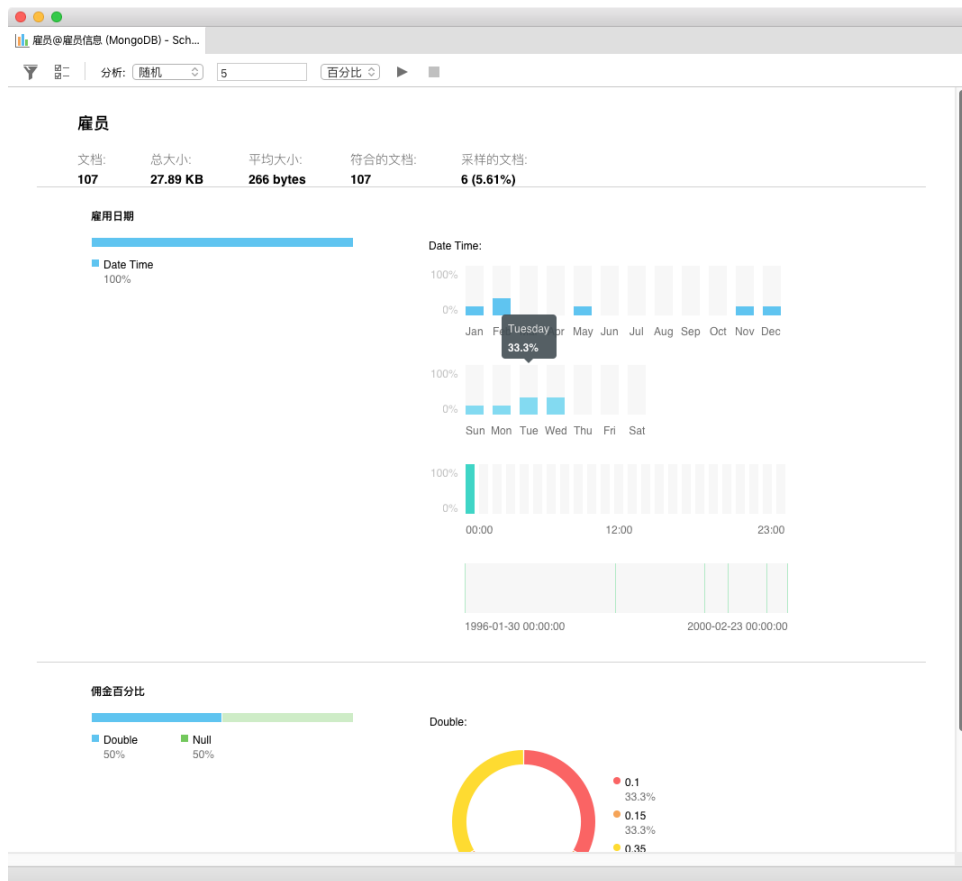 雇员@雇员信息 (MongoDB) - Sch...
分析: 随机 5 百分比
雇员
文档: 总大小: 平均大小: 符合的文档: 采样的文档:
107 27.89 KB 266 bytes 107 6 (5.61%)
雇用日期
Date Time
100%
Date Time:
100%
0%
Jan May Jun Jul Aug Sep Oct Nov Dec
Tuesday
33.3%
100%
0%
Sun Mon Tue Wed Thu Fri Sat
100%
0%
00:00 12:00 23:00
1996-01-30 00:00:00 2000-02-23 00:00:00
佣金百分比
Double Null
50% 50%
Double:
0.1
33.3%
0.15
33.3%
0.35